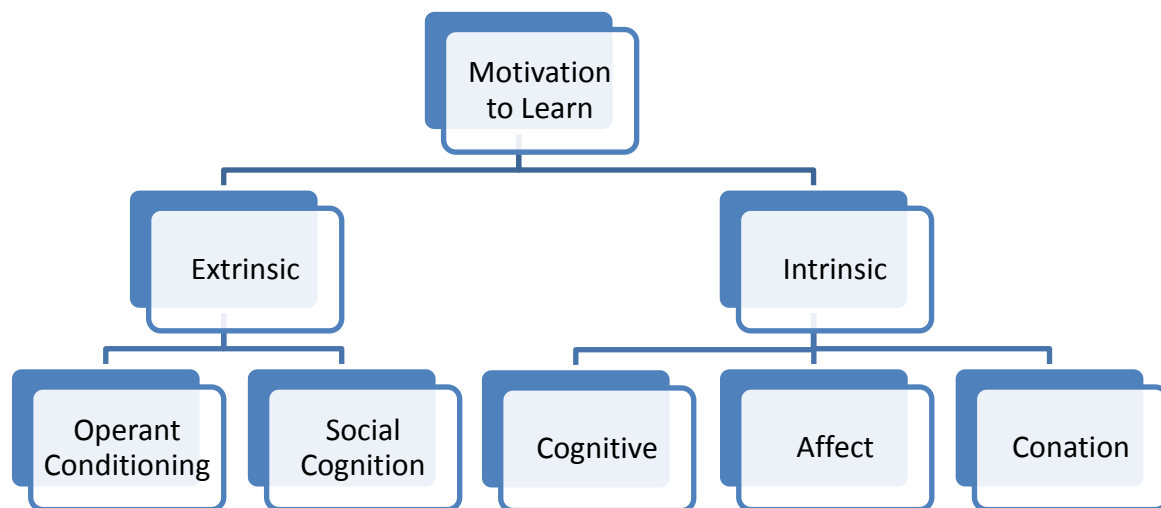 Motivation
to Learn
Extrinsic
Intrinsic
Operant
Conditioning
Social
Cognition
Cognitive
Affect
Conation